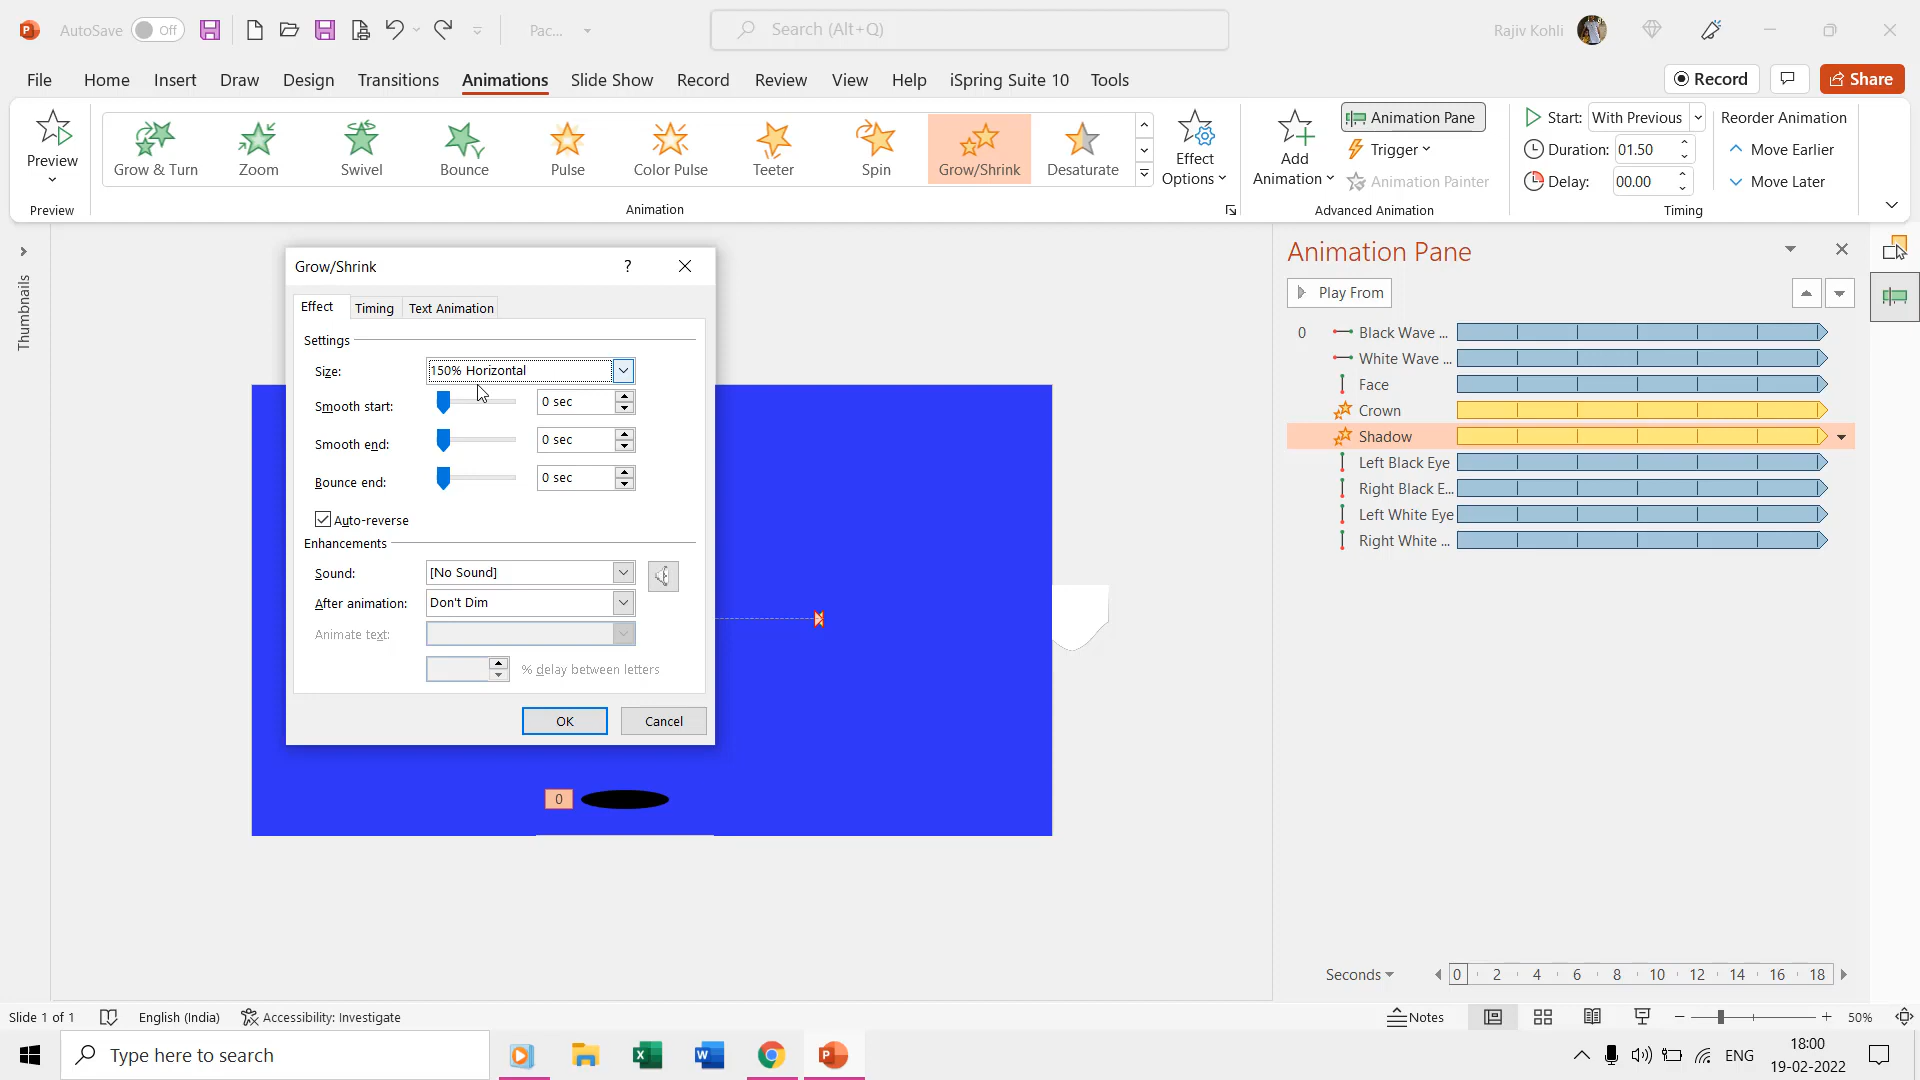 AutoSave Off Pac... Search (Alt+Q) Rajiv Kohli
File Home Insert Draw Design Transitions Animations Slide Show Record Review View Help iSpring Suite 10 Tools Record Share
Preview
Preview
Grow & Turn Zoom Swivel Bounce Pulse Color Pulse Teeter Spin Grow/Shrink Desaturate
Animation
Effect
Options
Add
Animation
Animation Pane
Trigger
Animation Painter
Advanced Animation
Start: With Previous
Duration: 01.50
Delay: 00.00
Timing
Reorder Animation
Move Earlier
Move Later
Thumbnails
Grow/Shrink ?
Effect Timing Text Animation
Settings
Size: 150% Horizontal
Smooth start: 0 sec
Smooth end: 0 sec
Bounce end: 0 sec
Auto-reverse
Enhancements
Sound: [No Sound]
After animation: Don't Dim
Animate text:
% delay between letters
OK Cancel
0
Animation Pane
Play From
0 Black Wave ...
White Wave ...
Face
Crown
Shadow
Left Black Eye
Right Black E...
Left White Eye
Right White ...
Seconds 0 2 4 6 8 10 12 14 16 18
Slide 1 of 1 English (India) Accessibility: Investigate Notes 50%
Type here to search
ENG
18:00
19-02-2022